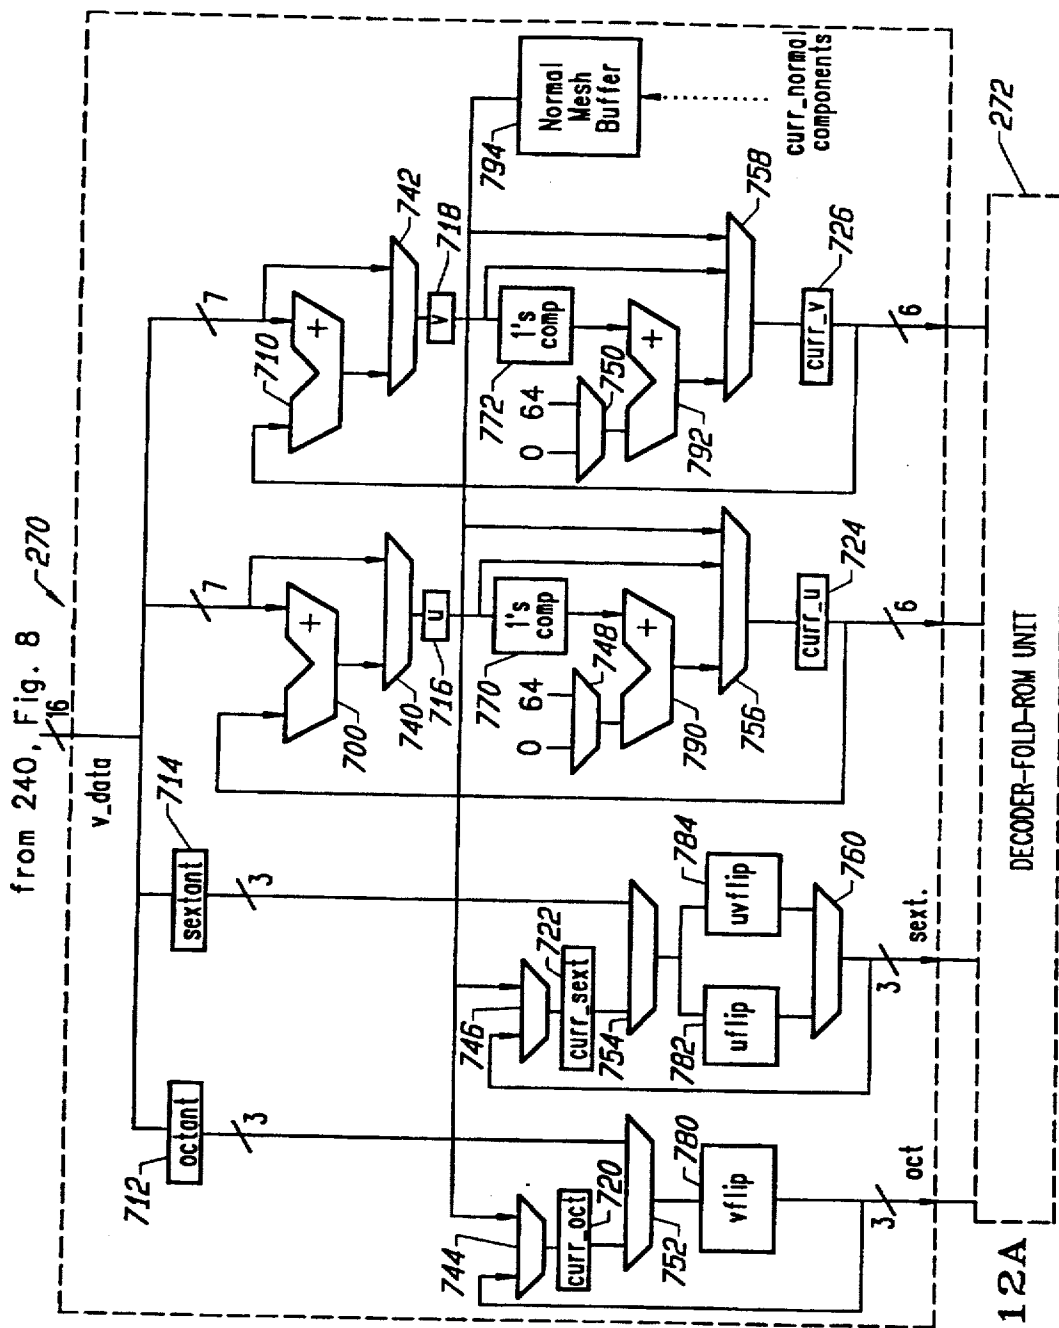 from 240, Fig. 8
16
270
v_data
712
octant
3
714
sextant
3
7
710
+
742
v
718
7
700
+
740
u
716
Normal
Mesh
Buffer
794
curr_normal
components
744
curr_oct
720
752
vflip
780
3
oct
746
curr_sext
722
754
uflip
782
uvflip
784
760
3
sext.
770
1's
comp
0 64
748
+
790
756
curr_u
724
6
772
1's
comp
0 64
750
+
792
758
curr_v
726
6
272
DECODER-FOLD-ROM UNIT
12A